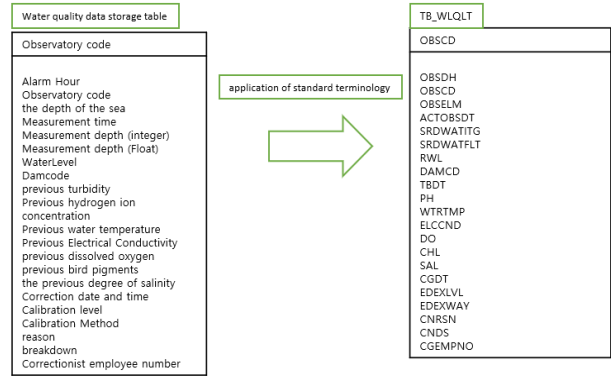 Water quality data storage table
Observatory code
Alarm Hour
Observatory code
the depth of the sea
Measurement time
Measurement depth (integer)
Measurement depth (Float)
WaterLevel
Damcode
previous turbidity
Previous hydrogen ion
concentration
Previous water temperature
Previous Electrical Conductivity
previous dissolved oxygen
previous bird pigments
the previous degree of salinity
Correction date and time
Calibration level
Calibration Method
reason
breakdown
Correctionist employee number
application of standard terminology
TB_WLQLT
OBSCD
OBSDH
OBSCD
OBSELM
ACTOBSDT
SRDWATITG
SRDWATFLT
RWL
DAMCD
TBDT
PH
WTRTMP
ELCCND
DO
CHL
SAL
CGDT
EDEXLVL
EDEXWAY
CNRSN
CNDS
CGEMPNO